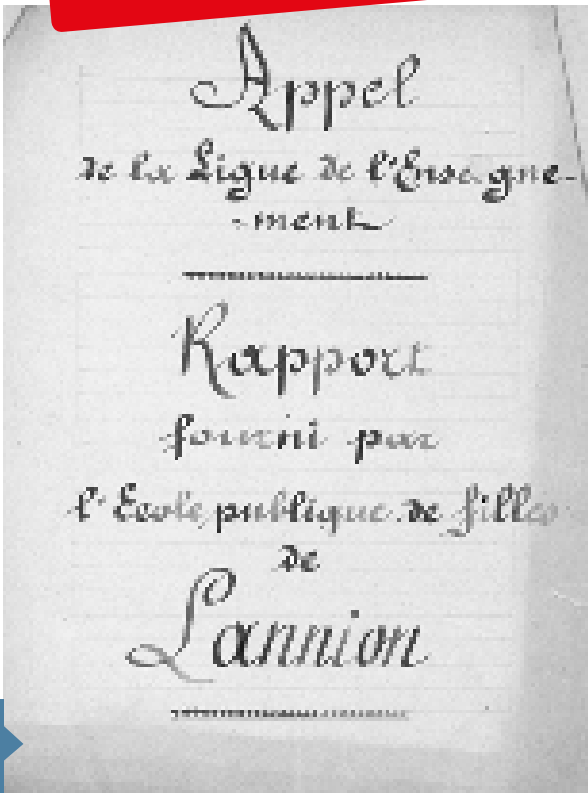 Appel
de la Ligue de l'Enseigne-
-ment
Rapport
fourni par
l'Ecole publique de filles
de
Lannion